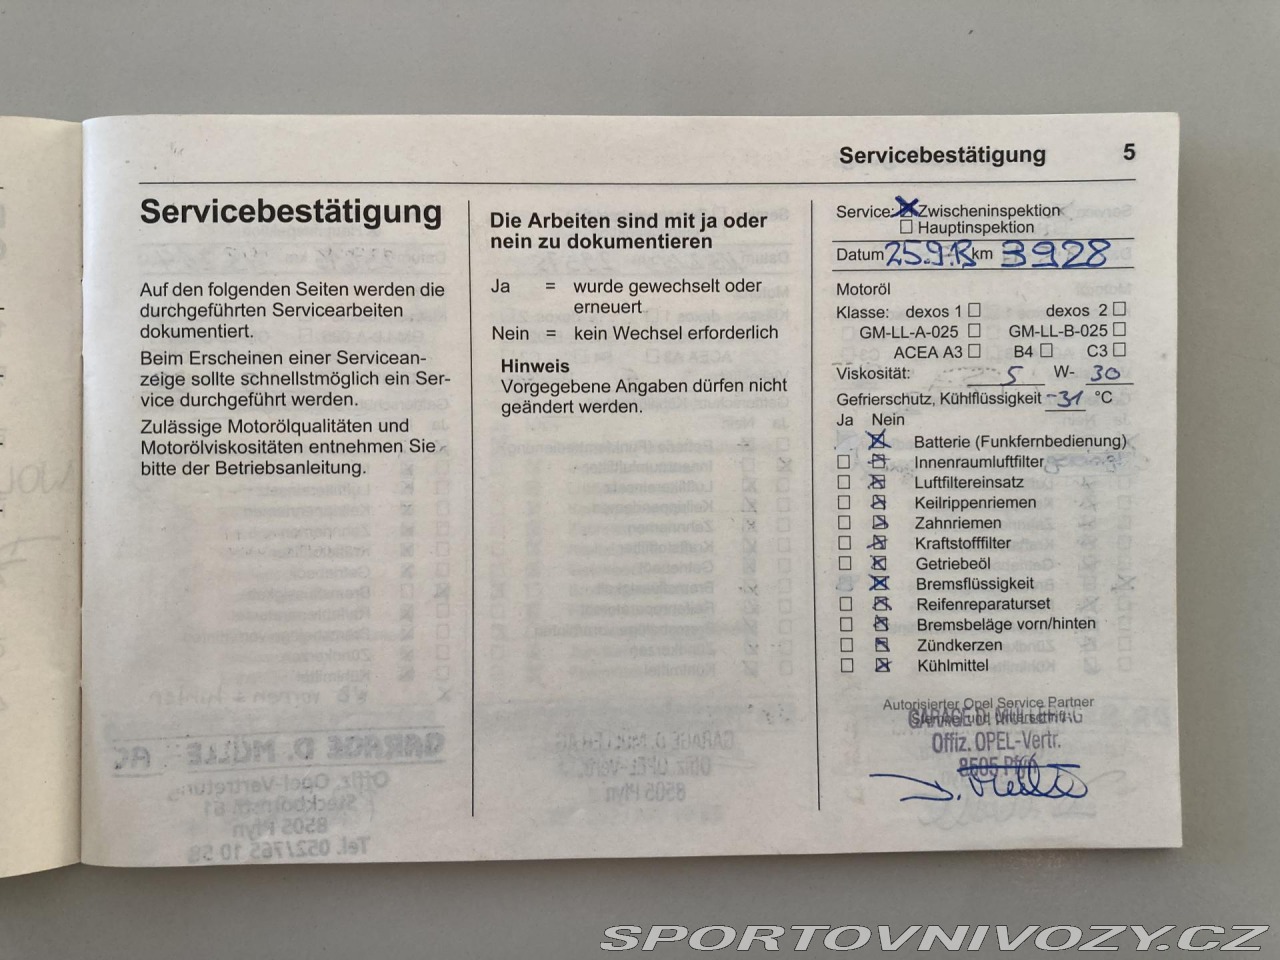 Servicebestätigung 5
Servicebestätigung
Auf den folgenden Seiten werden die
durchgeführten Servicearbeiten
dokumentiert.
Beim Erscheinen einer Servicean-
zeige sollte schnellstmöglich ein Ser-
vice durchgeführt werden.
Zulässige Motorölqualitäten und
Motorölviskositäten entnehmen Sie
bitte der Betriebsanleitung.
Die Arbeiten sind mit ja oder
nein zu dokumentieren
Ja = wurde gewechselt oder
erneuert
Nein = kein Wechsel erforderlich
Hinweis
Vorgegebene Angaben dürfen nicht
geändert werden.
Service: Zwischeninspektion
Hauptinspektion
Datum 25.9.13 km 3928
Motoröl
Klasse: dexos 1 dexos 2
GM-LL-A-025 GM-LL-B-025
ACEA A3 B4 C3
Viskosität: 5 W- 30
Gefrierschutz, Kühlflüssigkeit -31 °C
Ja Nein
Batterie (Funkfernbedienung)
Innenraumluftfilter
Luftfiltereinsatz
Keilrippenriemen
Zahnriemen
Kraftstofffilter
Getriebeöl
Bremsflüssigkeit
Reifenreparaturset
Bremsbeläge vorn/hinten
Zündkerzen
Kühlmittel
Autorisierter Opel Service Partner
GARAGE D. MÜLLER AG
Offiz. OPEL-Vertr.
8505 Pfyn
SPORTOVNIVOZY.CZ